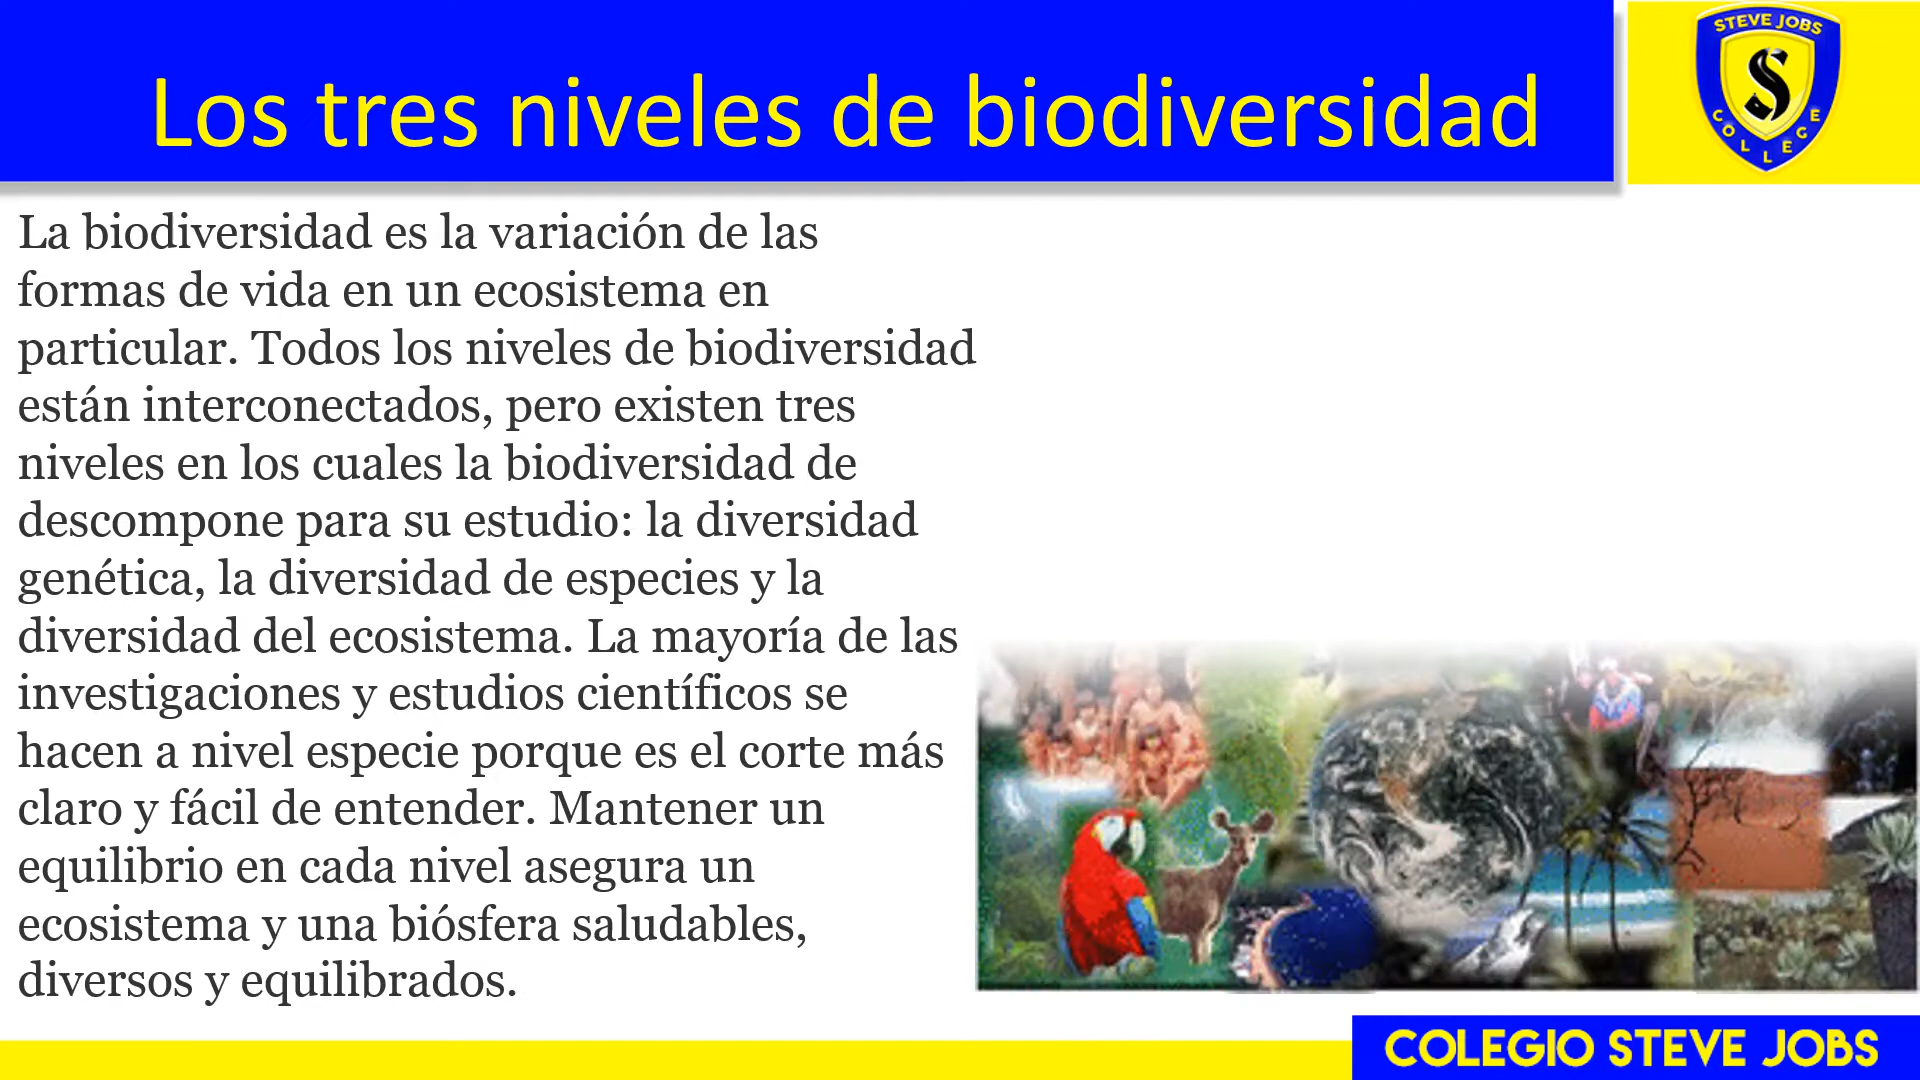 Los tres niveles de biodiversidad
STEVE JOBS
S
COLLEGE
La biodiversidad es la variación de las
formas de vida en un ecosistema en
particular. Todos los niveles de biodiversidad
están interconectados, pero existen tres
niveles en los cuales la biodiversidad de
descompone para su estudio: la diversidad
genética, la diversidad de especies y la
diversidad del ecosistema. La mayoría de las
investigaciones y estudios científicos se
hacen a nivel especie porque es el corte más
claro y fácil de entender. Mantener un
equilibrio en cada nivel asegura un
ecosistema y una biósfera saludables,
diversos y equilibrados.
COLEGIO STEVE JOBS